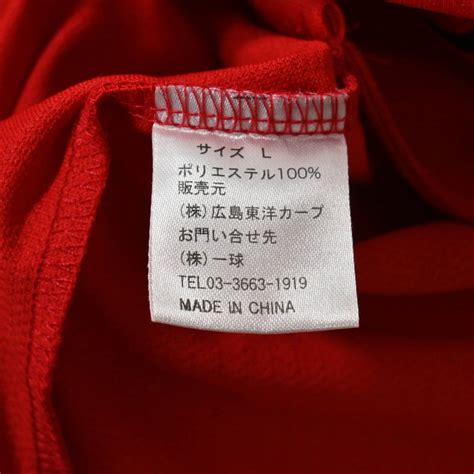 サイズ L
ポリエステル100%
販売元
(株)広島東洋カープ
お問い合せ先
(株)一球
TEL03-3663-1919
MADE IN CHINA